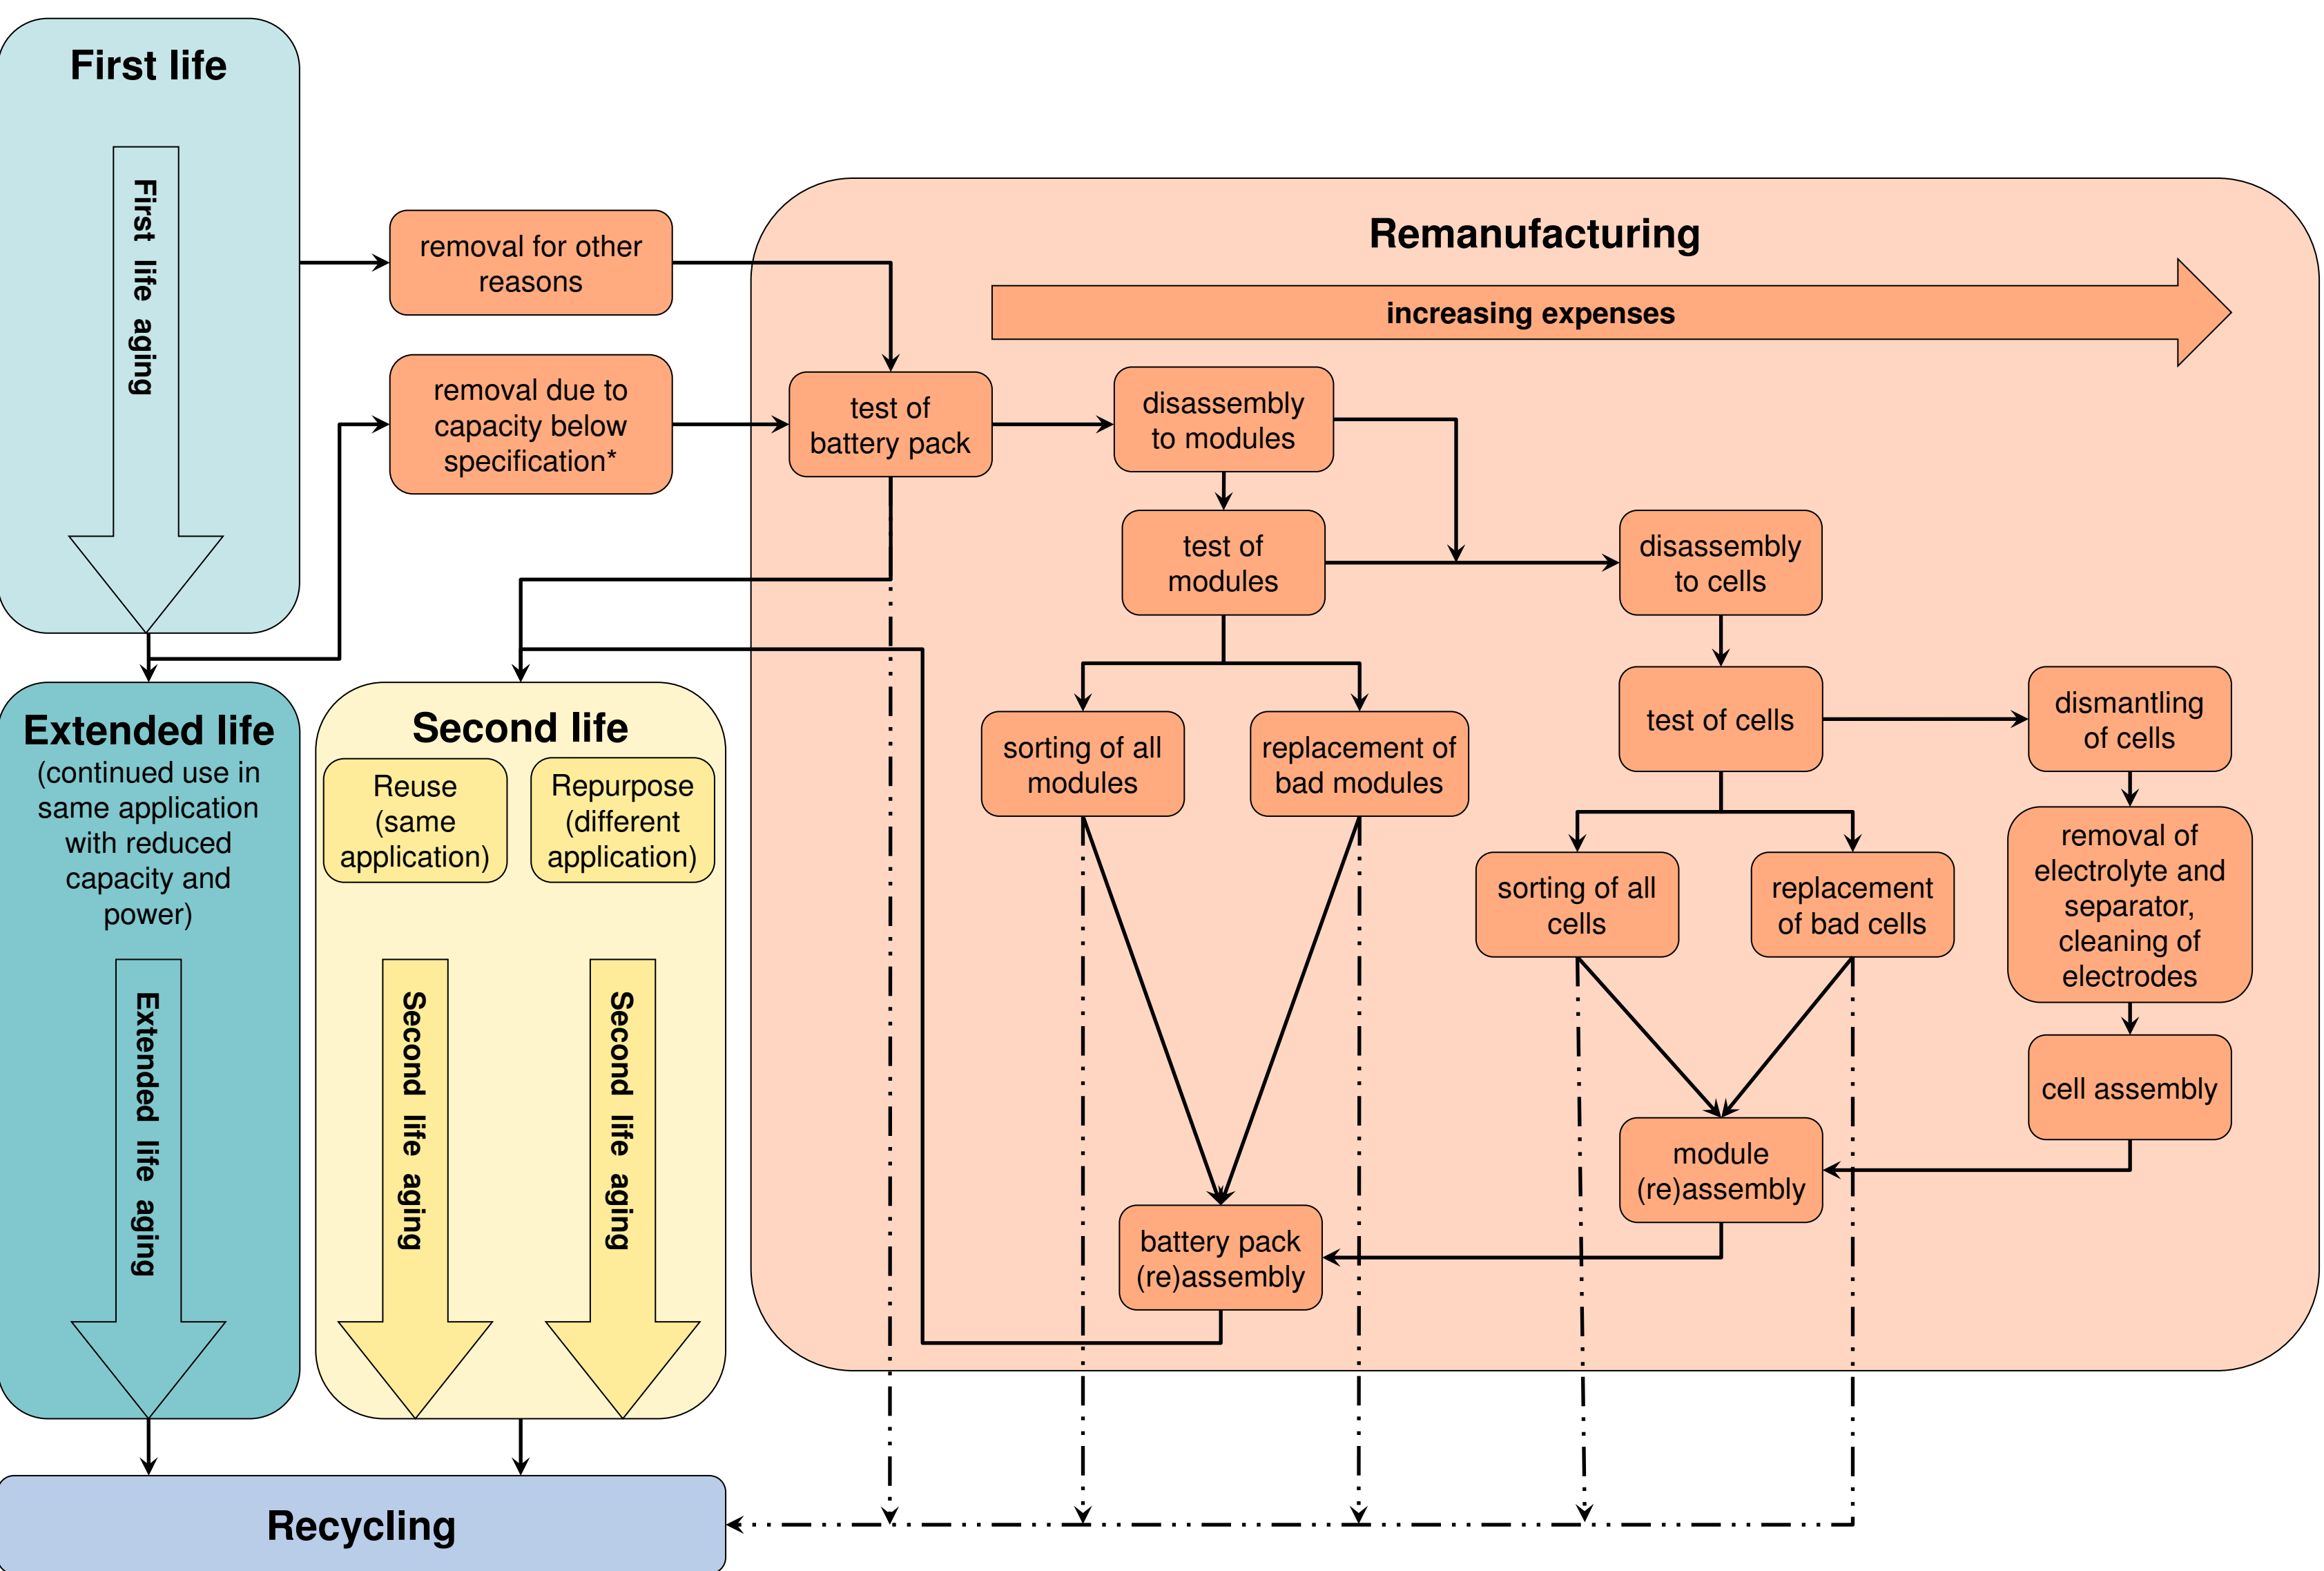 First life
First life aging
removal for other
reasons
removal due to
capacity below
specification*
Remanufacturing
increasing expenses
test of
battery pack
disassembly
to modules
test of
modules
disassembly
to cells
test of cells
dismantling
of cells
sorting of all
modules
replacement of
bad modules
sorting of all
cells
replacement
of bad cells
removal of
electrolyte and
separator,
cleaning of
electrodes
cell assembly
module
(re)assembly
battery pack
(re)assembly
Extended life
(continued use in
same application
with reduced
capacity and
power)
Extended life aging
Second life
Reuse
(same
application)
Repurpose
(different
application)
Second life aging
Second life aging
Recycling